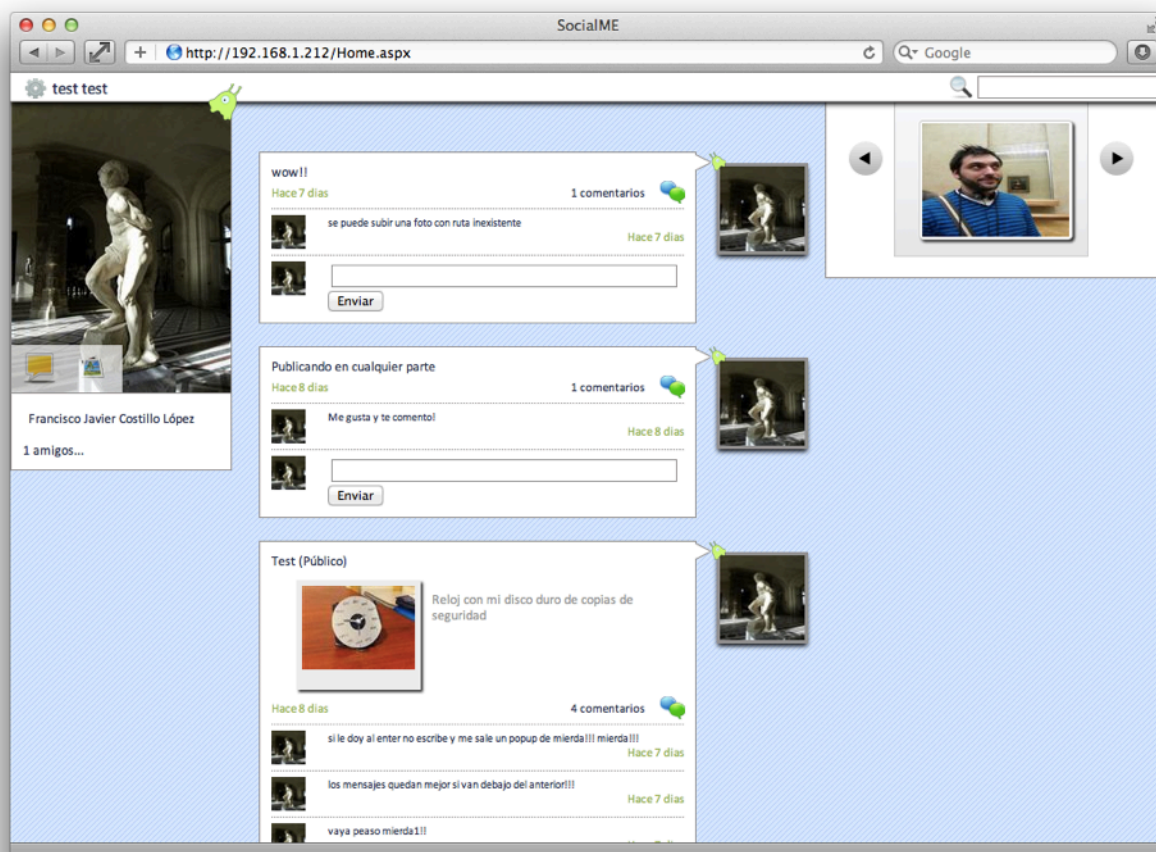 SocialME
http://192.168.1.212/Home.aspx
Google
test test
Francisco Javier Costillo López
1 amigos...
wow!!
Hace 7 dias
1 comentarios
se puede subir una foto con ruta inexistente
Hace 7 dias
Enviar
Publicando en cualquier parte
Hace 8 dias
1 comentarios
Me gusta y te comento!
Hace 8 dias
Enviar
Test (Público)
Reloj con mi disco duro de copias de
seguridad
Hace 8 dias
4 comentarios
si le doy al enter no escribe y me sale un popup de mierda!!! mierda!!!
Hace 7 dias
los mensajes quedan mejor si van debajo del anterior!!!
Hace 7 dias
vaya peaso mierda1!!